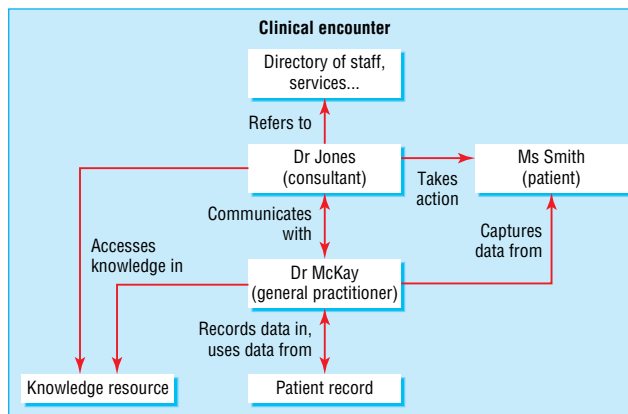 Clinical encounter
Directory of staff,
services...
Refers to
Dr Jones
(consultant)
Takes
action
Ms Smith
(patient)
Communicates
with
Captures
data from
Accesses
knowledge in
Dr McKay
(general practitioner)
Records data in,
uses data from
Knowledge resource
Patient record